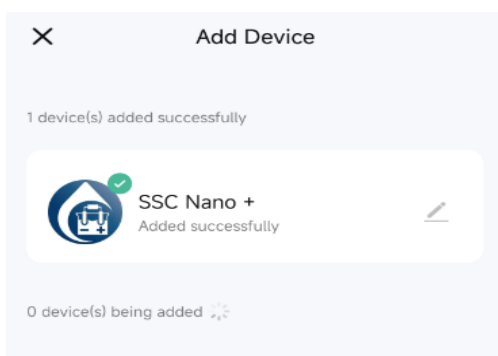 Add Device
1 device(s) added successfully
SSC Nano +
Added successfully
0 device(s) being added